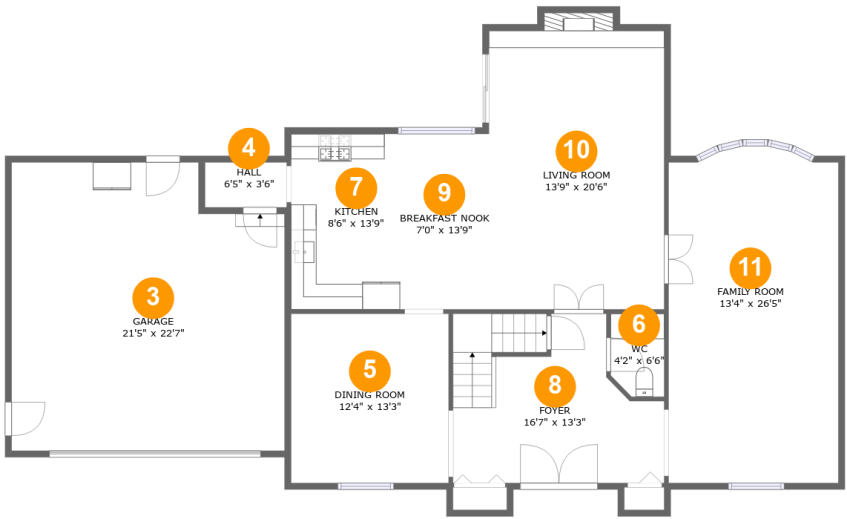 4
HALL
6'5" x 3'6"
10
LIVING ROOM
13'9" x 20'6"
7
KITCHEN
8'6" x 13'9"
9
BREAKFAST NOOK
7'0" x 13'9"
11
FAMILY ROOM
13'4" x 26'5"
3
GARAGE
21'5" x 22'7"
6
WC
4'2" x 6'6"
5
DINING ROOM
12'4" x 13'3"
8
FOYER
16'7" x 13'3"